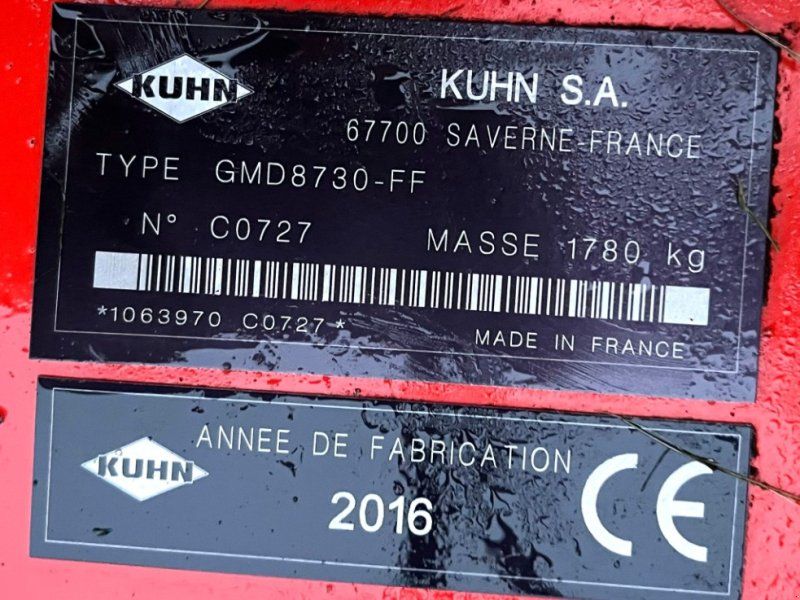 KUHN
KUHN S.A.
67700 SAVERNE-FRANCE
TYPE GMD8730-FF
N° C0727 MASSE 1780 kg
*1063970 C0727*
MADE IN FRANCE
KUHN
ANNEE DE FABRICATION
2016
CE